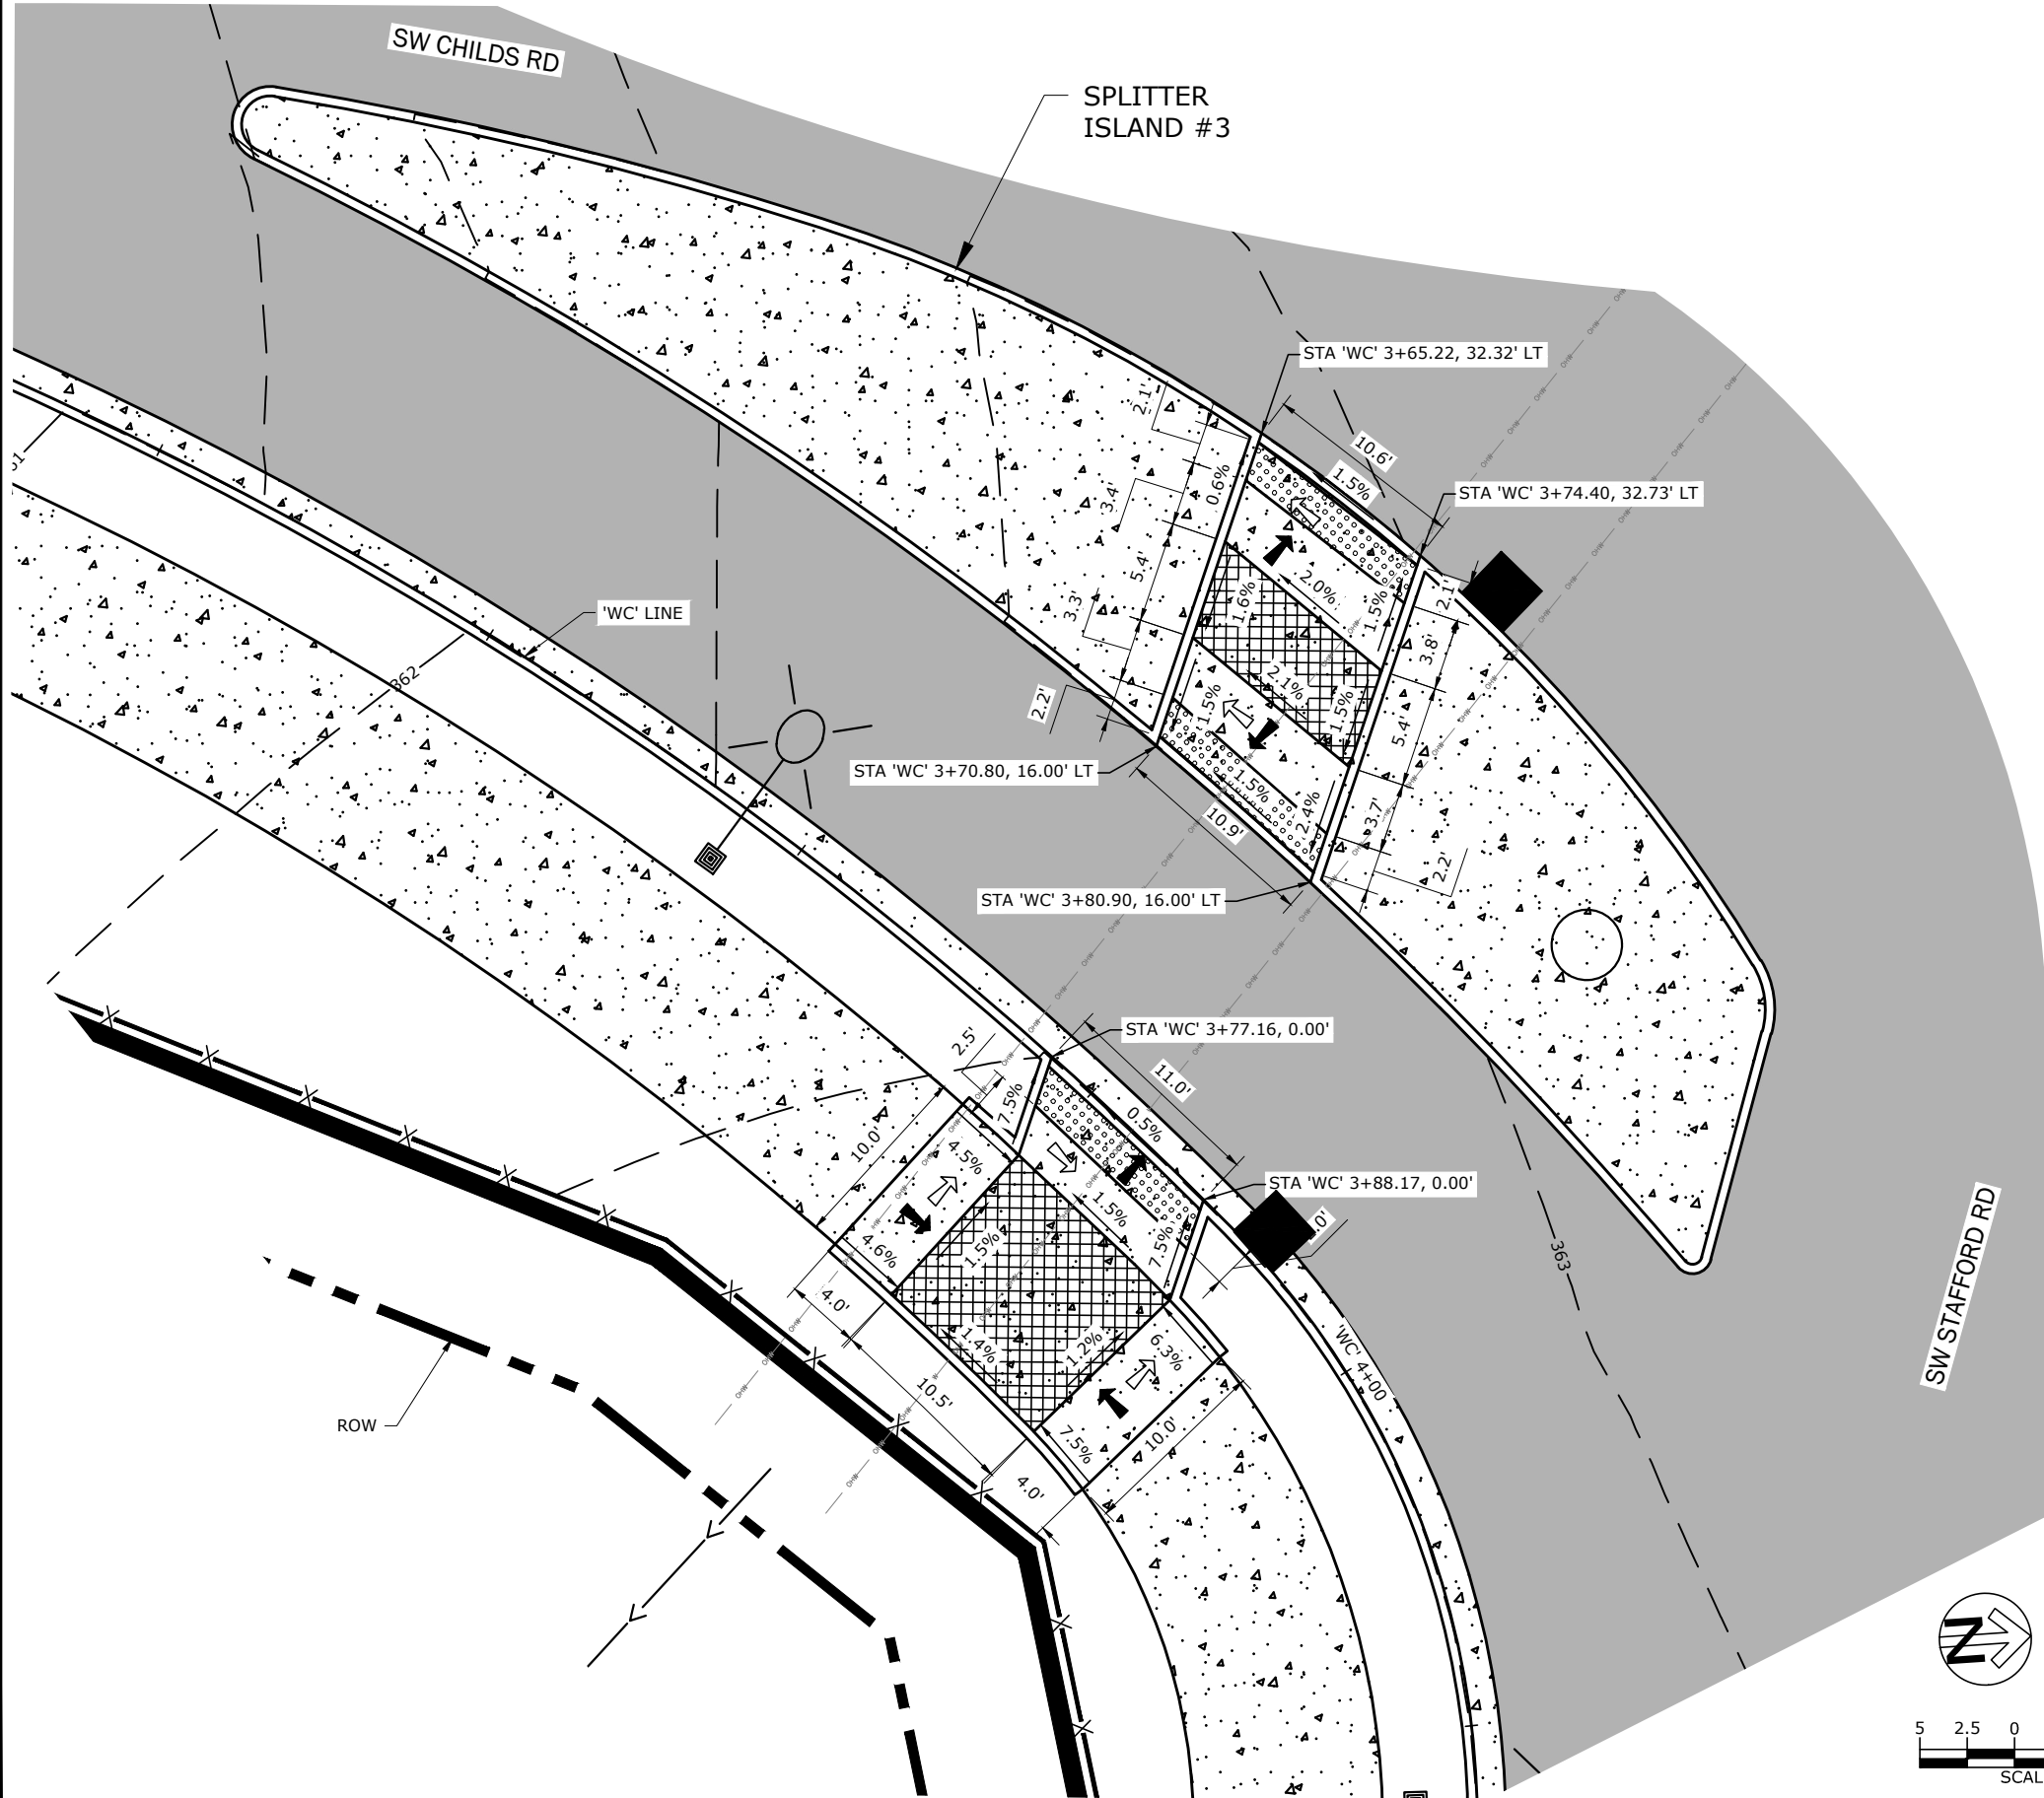 SW CHILDS RD
SPLITTER
ISLAND #3
STA 'WC' 3+65.22, 32.32' LT
10.6'
1.5%
STA 'WC' 3+74.40, 32.73' LT
2.1'
0.6%
3.4'
5.4'
3.3'
2.2'
2.0%
1.6%
1.5%
2.1'
3.8'
2.1%
1.5%
1.5%
5.4'
1.5%
2.4%
3.7'
2.2'
'WC' LINE
362
61
STA 'WC' 3+70.80, 16.00' LT
10.9'
STA 'WC' 3+80.90, 16.00' LT
STA 'WC' 3+77.16, 0.00'
2.5'
11.0'
7.5%
0.5%
10.0'
4.5%
STA 'WC' 3+88.17, 0.00'
1.5%
.0'
4.6%
1.5%
7.5%
4.0'
1.4%
1.2%
6.3%
10.5'
7.5%
10.0'
4.0'
'WC' 4+00
363
SW STAFFORD RD
ROW
N
5 2.5 0
SCAL